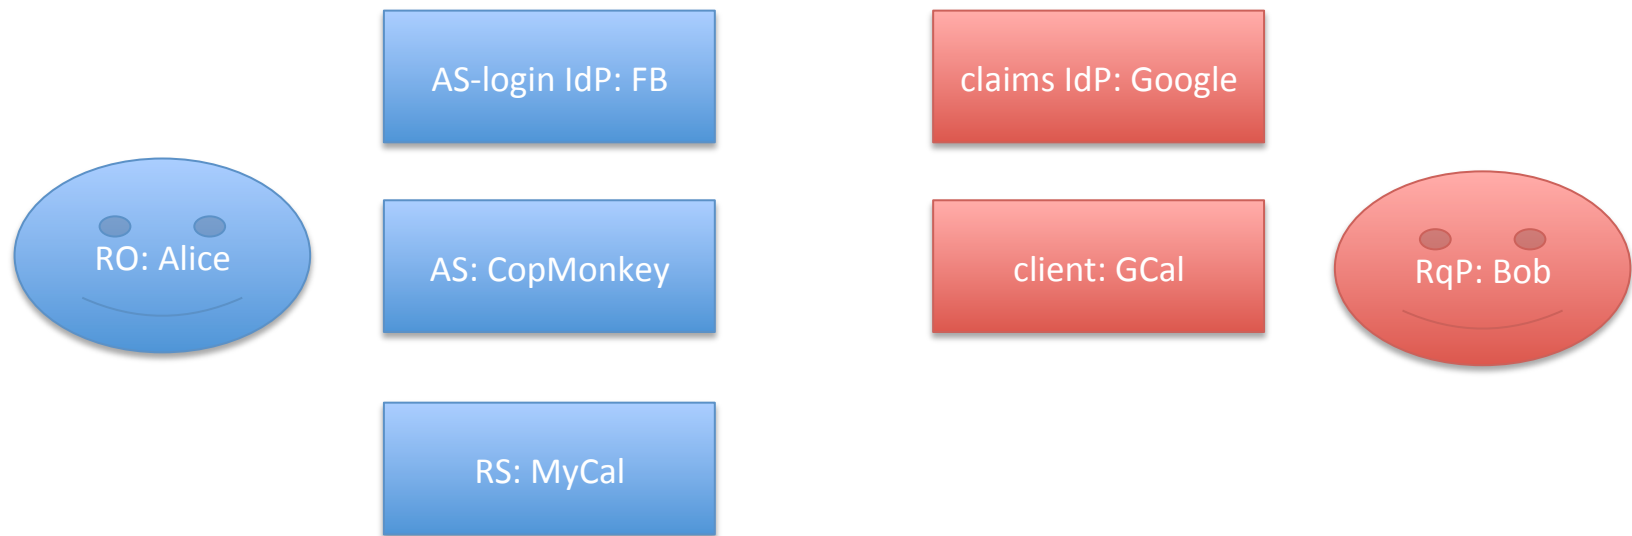 AS-login IdP: FB
claims IdP: Google
RO: Alice
AS: CopMonkey
client: GCal
RqP: Bob
RS: MyCal